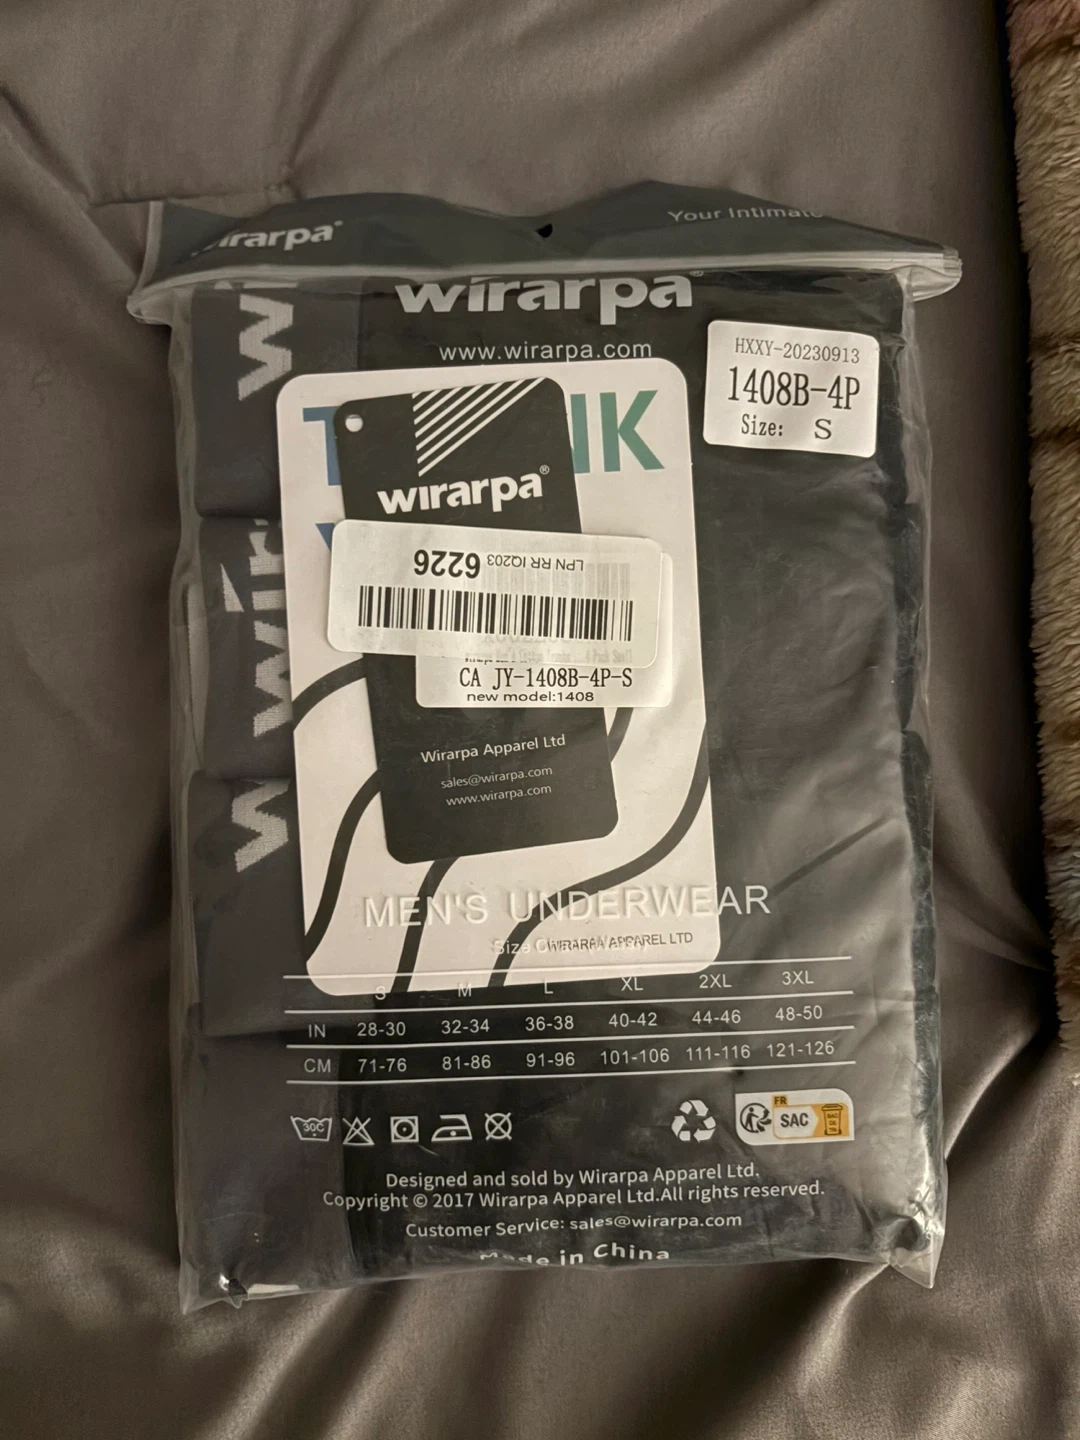 wirarpa®
Your Intimate
wirarpa®
www.wirarpa.com
HXXY-20230913
1408B-4P
Size: S
wirarpa®
LPN RR IQ203 6226
CA JY-1408B-4P-S
new model:1408
Wirarpa Apparel Ltd
sales@wirarpa.com
www.wirarpa.com
MEN'S UNDERWEAR
WIRARPA APPAREL LTD
S M L XL 2XL 3XL
IN 28-30 32-34 36-38 40-42 44-46 48-50
CM 71-76 81-86 91-96 101-106 111-116 121-126
30C
FR
SAC
Designed and sold by Wirarpa Apparel Ltd.
Copyright © 2017 Wirarpa Apparel Ltd.All rights reserved.
Customer Service: sales@wirarpa.com
Made in China